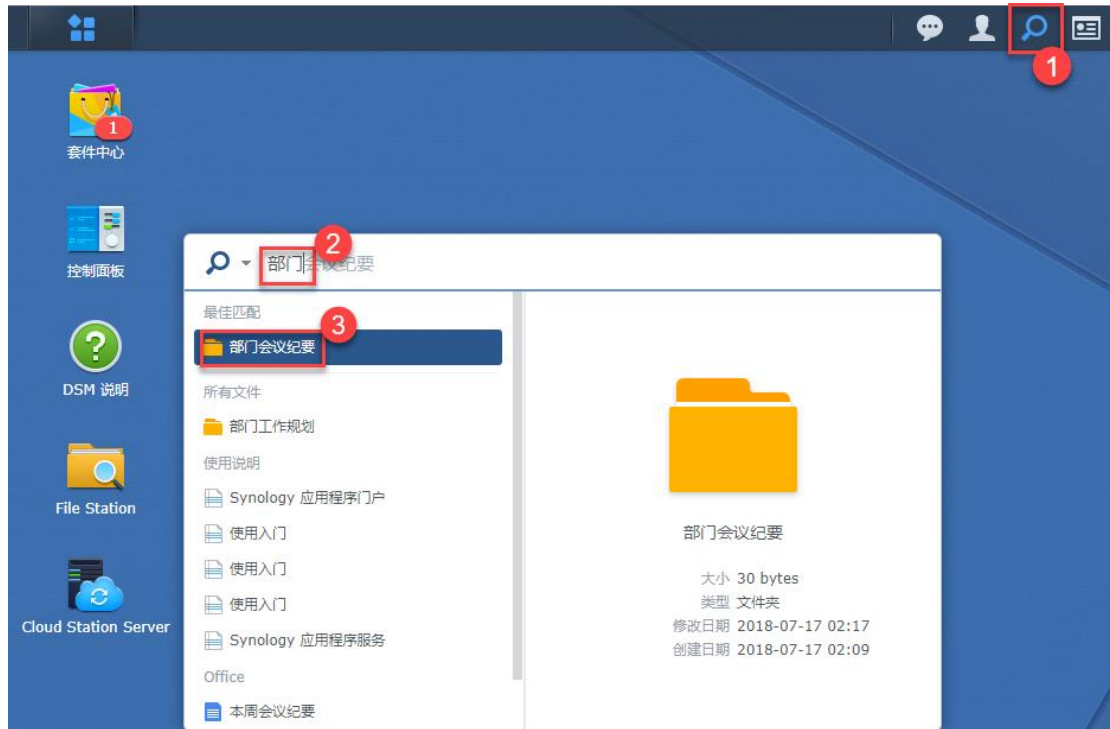 1
1
套件中心
控制面板
DSM 说明
File Station
Cloud Station Server
2
部门会议纪要
最佳匹配
3
部门会议纪要
所有文件
部门工作规划
使用说明
Synology 应用程序门户
使用入门
使用入门
使用入门
Synology 应用程序服务
Office
本周会议纪要
部门会议纪要
大小 30 bytes
类型 文件夹
修改日期 2018-07-17 02:17
创建日期 2018-07-17 02:09